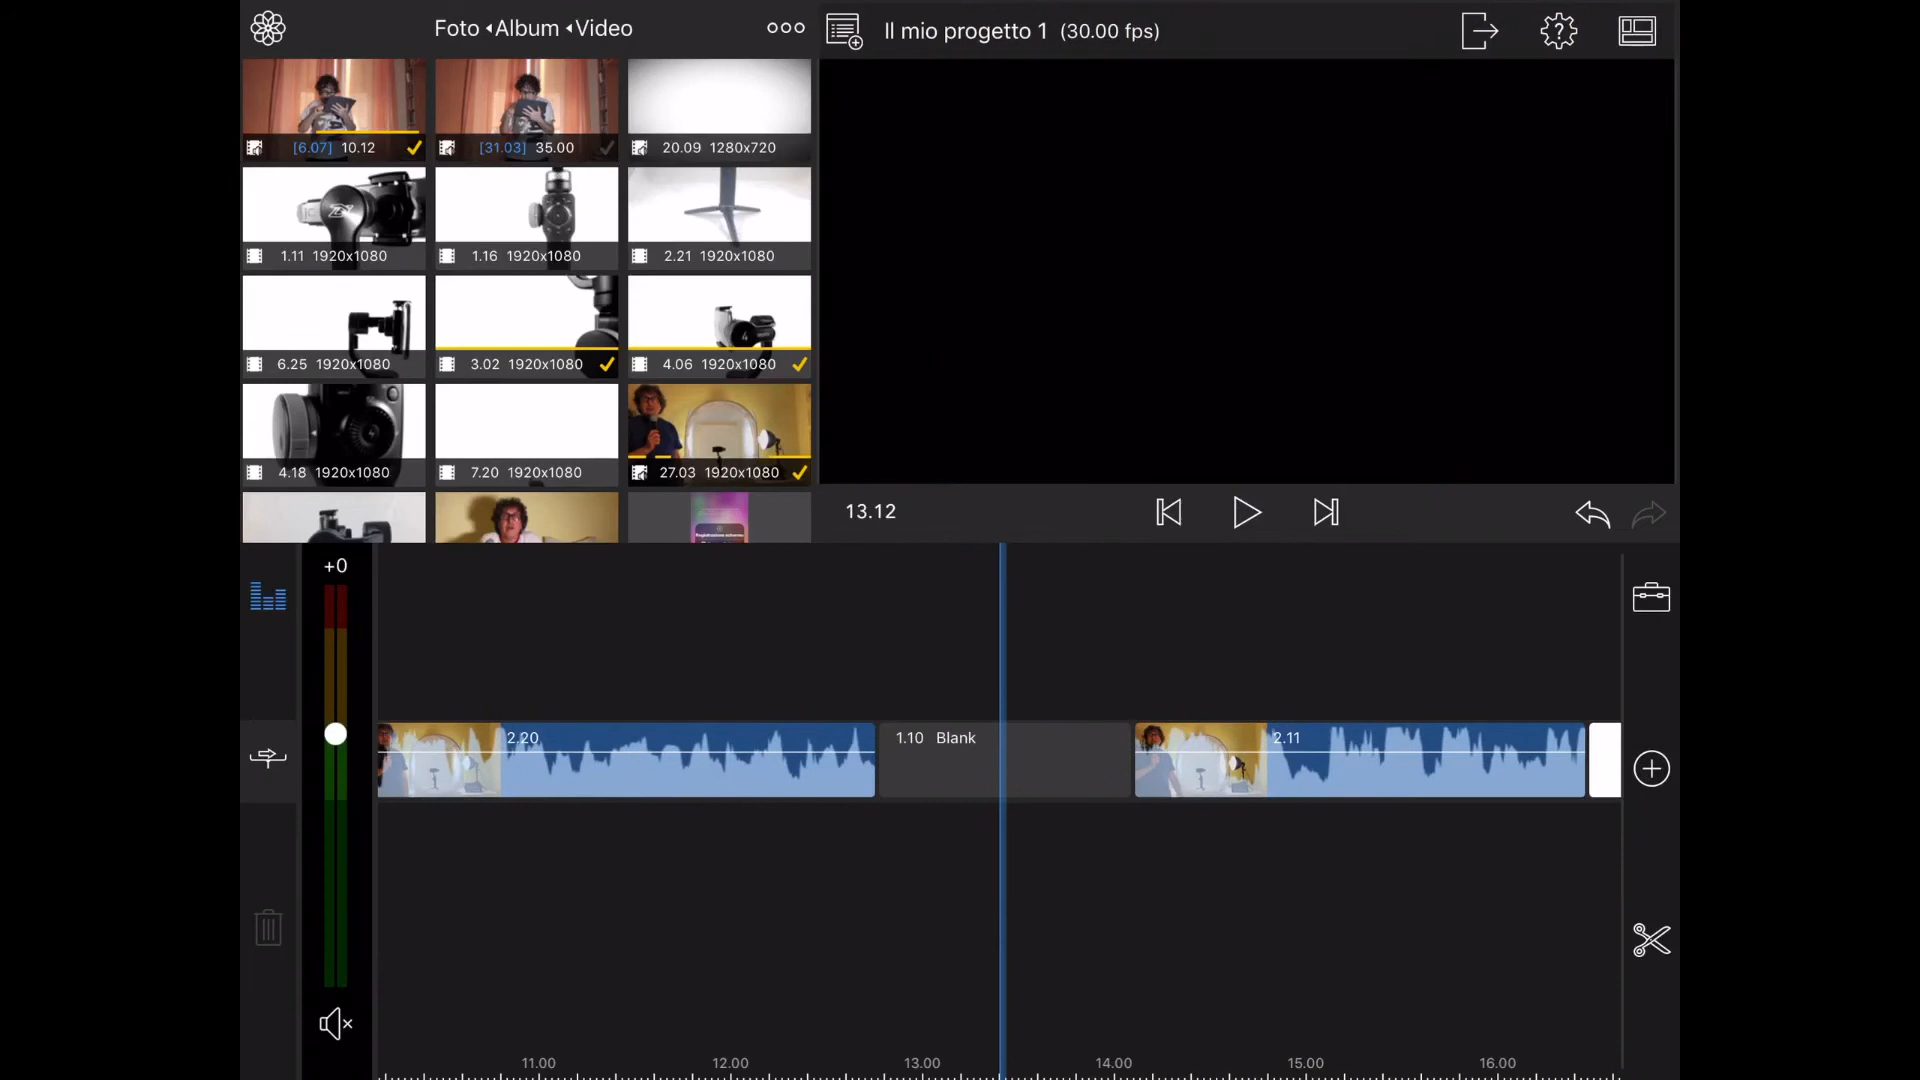 Foto Album Video
[6.07] 10.12
[31.03] 35.00
20.09 1280x720
1.11 1920x1080
1.16 1920x1080
2.21 1920x1080
6.25 1920x1080
3.02 1920x1080
4.06 1920x1080
4.18 1920x1080
7.20 1920x1080
27.03 1920x1080
Registrazione schermo
Il mio progetto 1 (30.00 fps)
13.12
+0
2.20
1.10 Blank
2.11
11.00 12.00 13.00 14.00 15.00 16.00